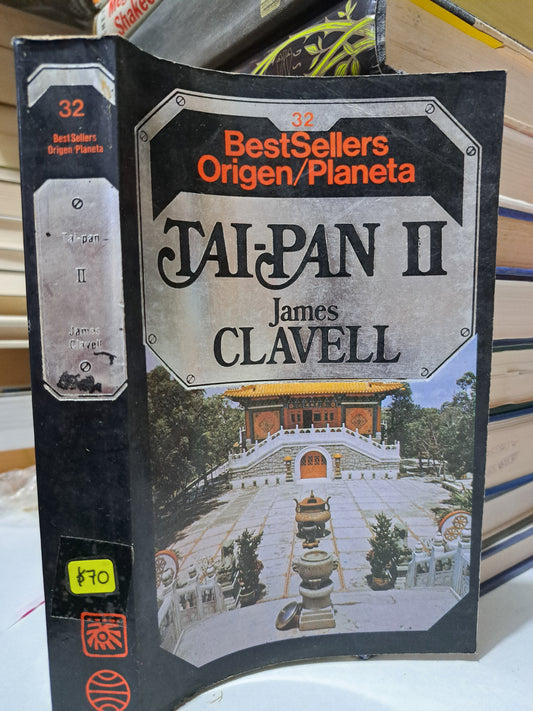 32
BestSellers
Origen/Planeta
TAI-PAN II
James
CLAVELL
32
BestSellers
Origen/Planeta
Tai-pan
II
James
Clavell
$70
Shakes